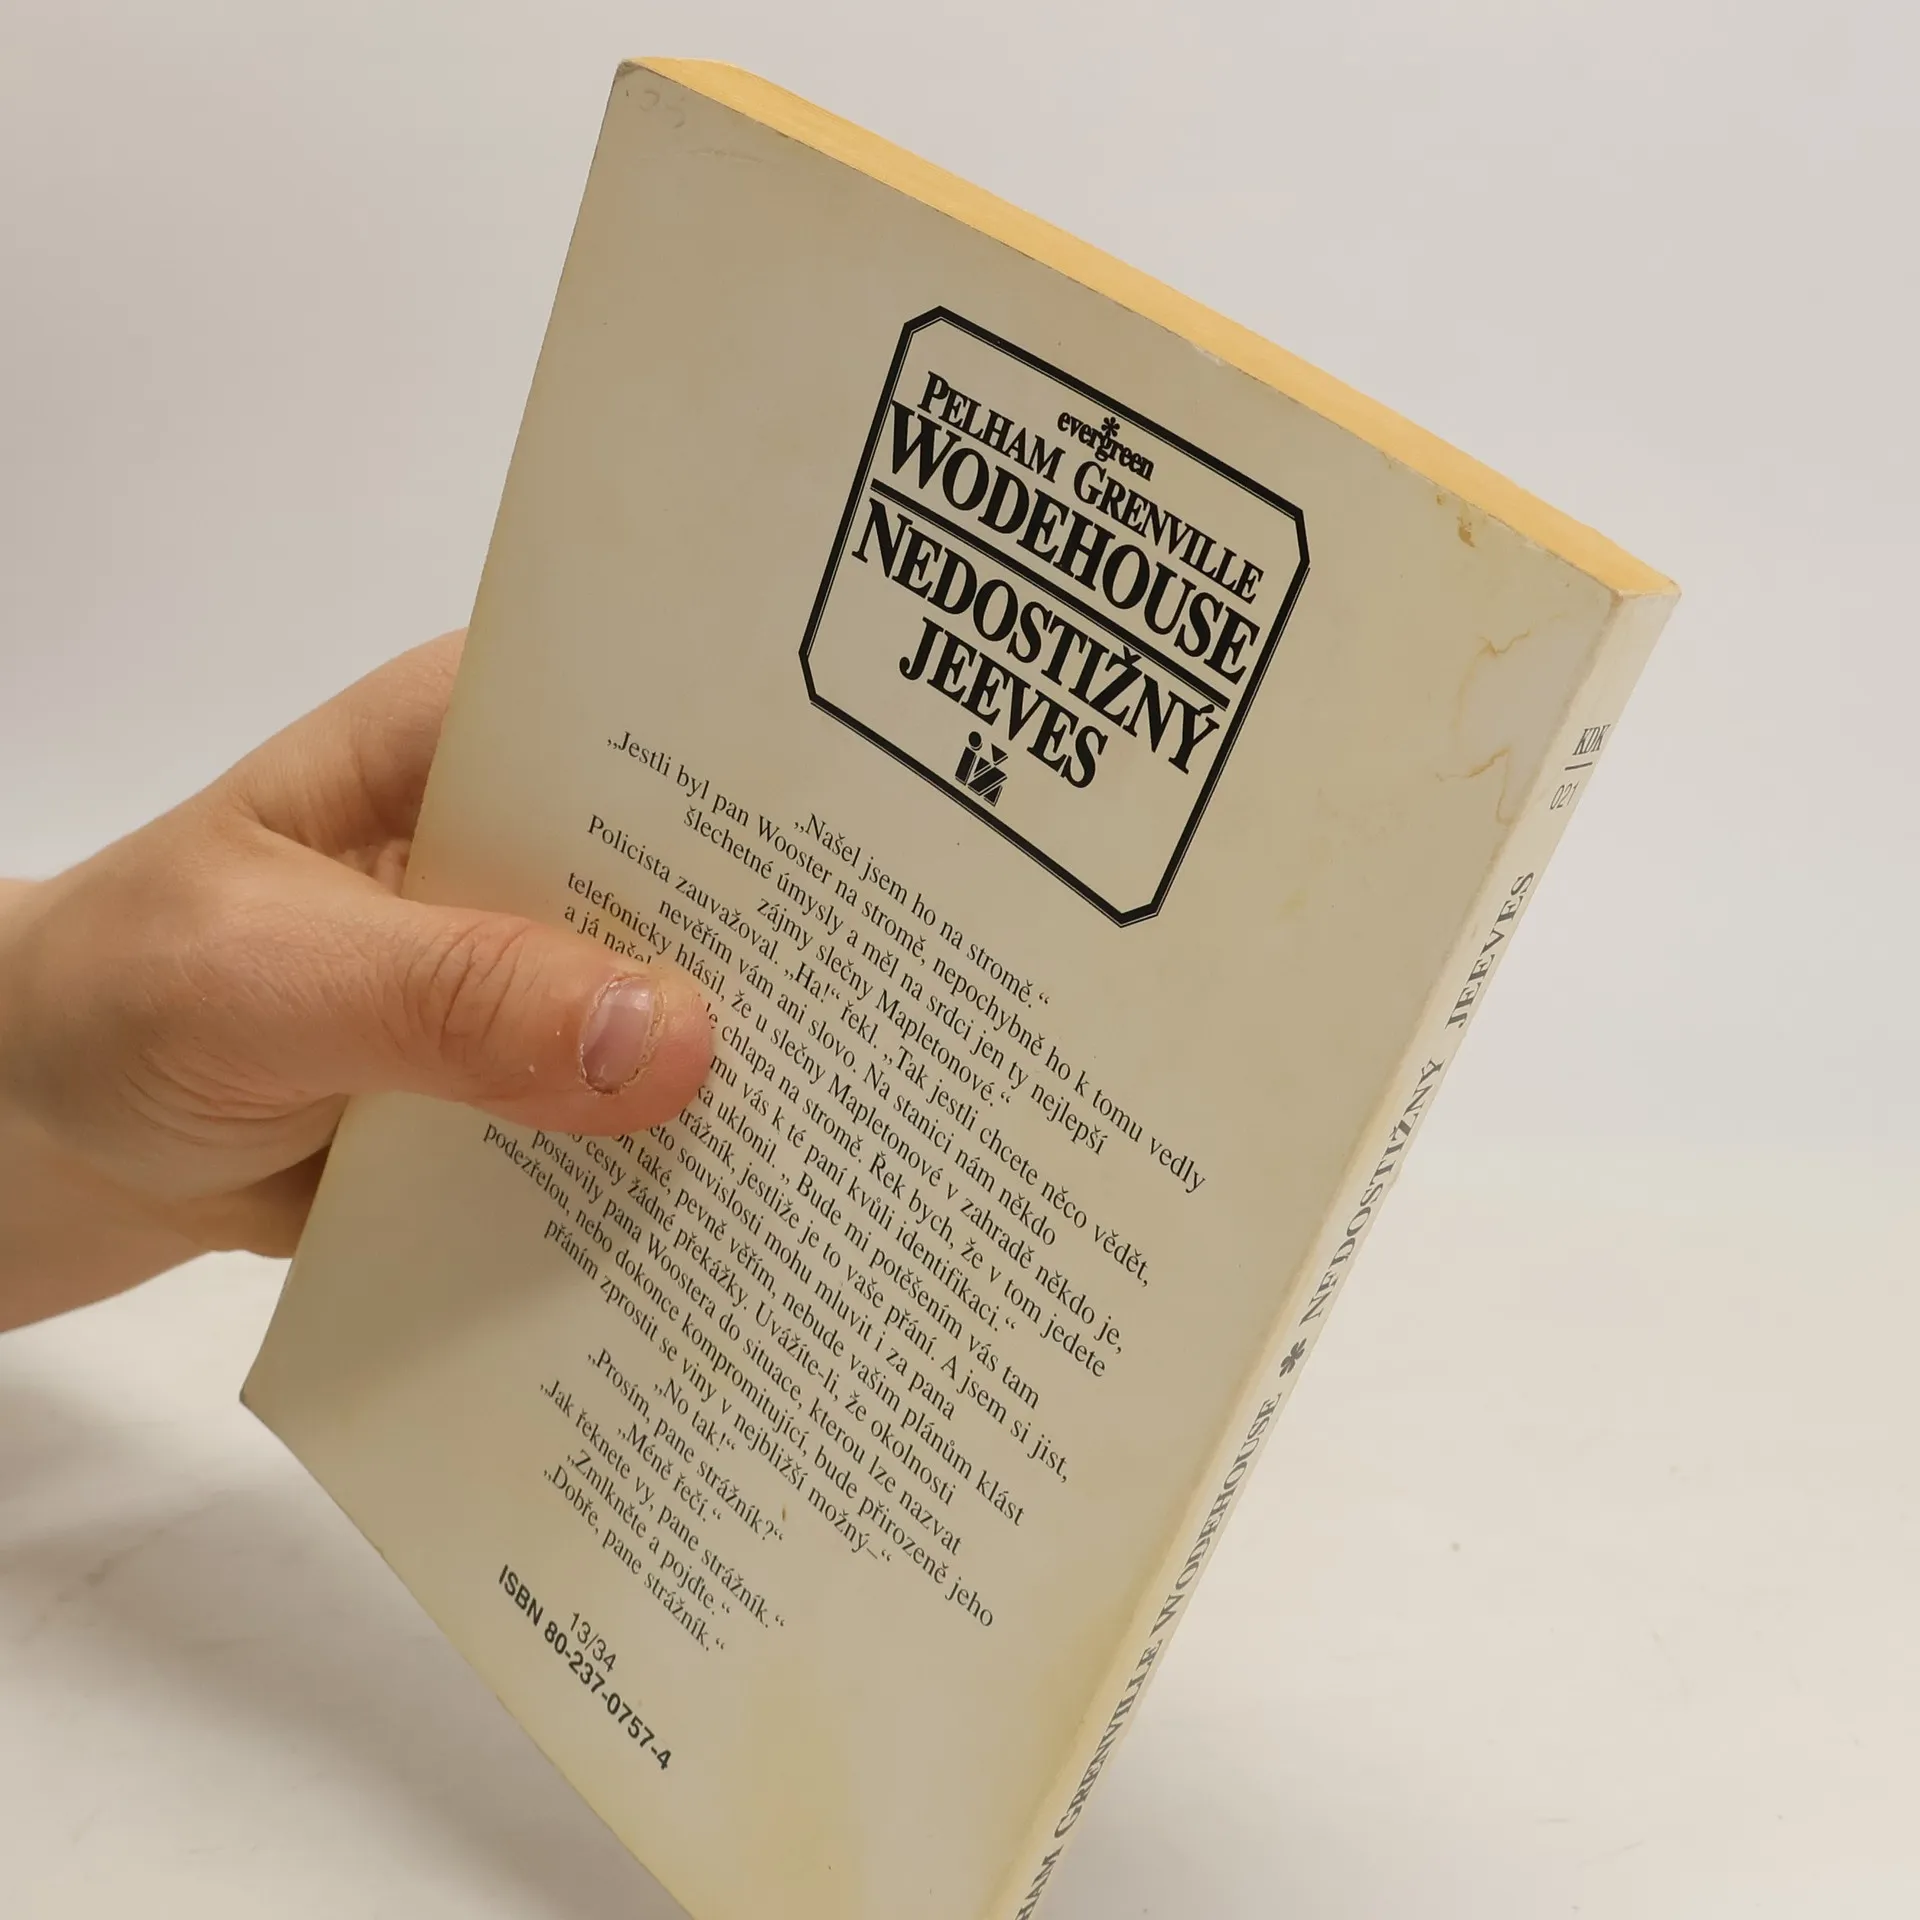 evergreen
PELHAM GRENVILLE
WODEHOUSE
NEDOSTIŽNÝ
JEEVES
iž
„Našel jsem ho na stromě.“
„Jestli byl pan Wooster na stromě, nepochybně ho k tomu vedly
šlechetné úmysly a měl na srdci jen ty nejlepší
zájmy slečny Mapletonové.“
Policista zauvažoval. „Ha!“ řekl. „Tak jestli chcete něco vědět,
nevěřím vám ani slovo. Na stanici nám někdo
telefonicky hlásil, že u slečny Mapletonové v zahradě někdo je,
a já našel chlapa na stromě. Řek bych, že v tom jedete
vás k té paní kvůli identifikaci.“
uklonil. „Bude mi potěšením vás tam
strážník, jestliže je to vaše přání. A jsem si jist,
souvislosti mohu mluvit i za pana
také, pevně věřím, nebude vašim plánům klást
cesty žádné překážky. Uvážíte-li, že okolnosti
postavily pana Woostera do situace, kterou lze nazvat
podezřelou, nebo dokonce kompromitující, bude přirozeně jeho
přáním zprostit se viny v nejbližší možný–“
„No tak!“
„Prosím, pane strážník?“
„Méně řečí.“
„Jak řeknete vy, pane strážník.“
„Zmlkněte a pojďte.“
„Dobře, pane strážník.“
13/34
ISBN 80-237-0757-4
KDK
021
HAM GRENVILLE WODEHOUSE * NEDOSTIŽNÝ JEEVES